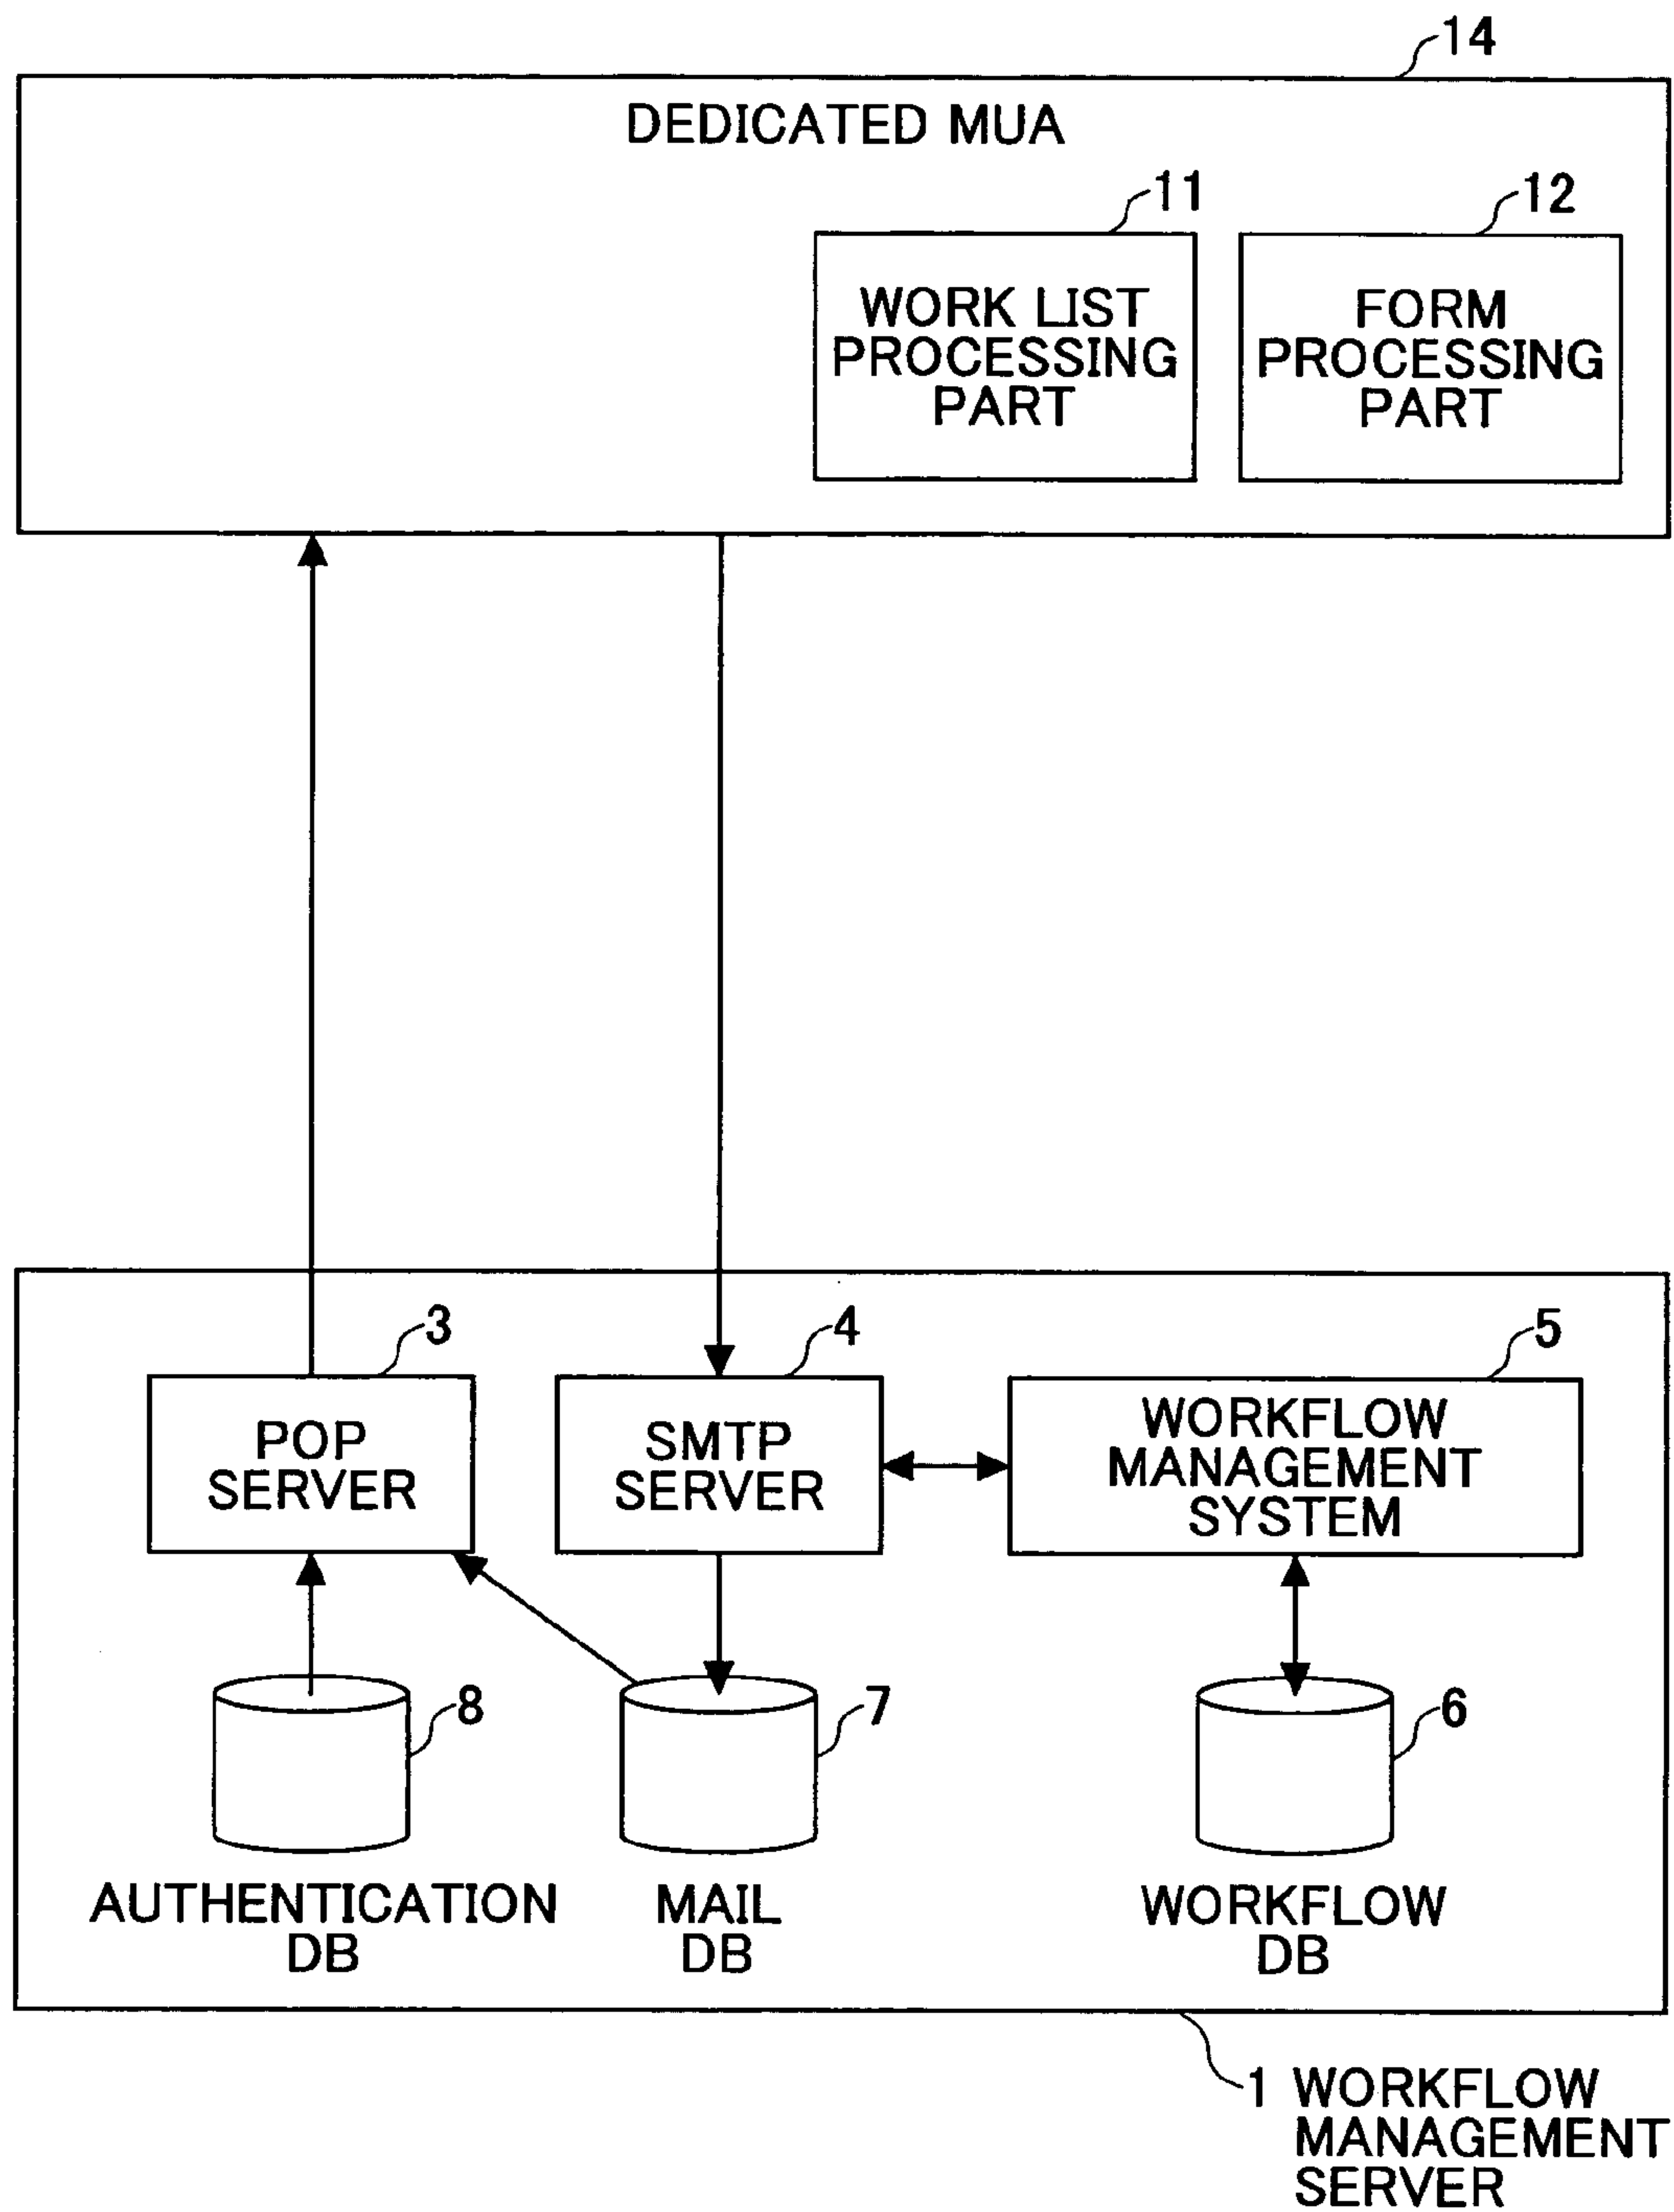 14
DEDICATED MUA
11
12
WORK LIST
PROCESSING
PART
FORM
PROCESSING
PART
3
4
5
POP
SERVER
SMTP
SERVER
WORKFLOW
MANAGEMENT
SYSTEM
8
7
6
AUTHENTICATION
DB
MAIL
DB
WORKFLOW
DB
1 WORKFLOW
MANAGEMENT
SERVER